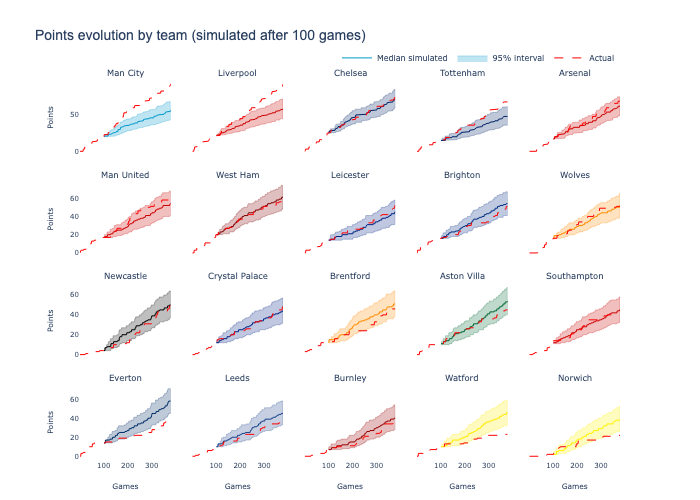 Points evolution by team (simulated after 100 games)
Median simulated 95% interval Actual
Man City Liverpool Chelsea Tottenham Arsenal
Points
50
0
Man United West Ham Leicester Brighton Wolves
Points
60
40
20
0
Newcastle Crystal Palace Brentford Aston Villa Southampton
Points
60
40
20
0
Everton Leeds Burnley Watford Norwich
Points
60
40
20
0
100 200 300 100 200 300 100 200 300 100 200 300 100 200 300
Games Games Games Games Games